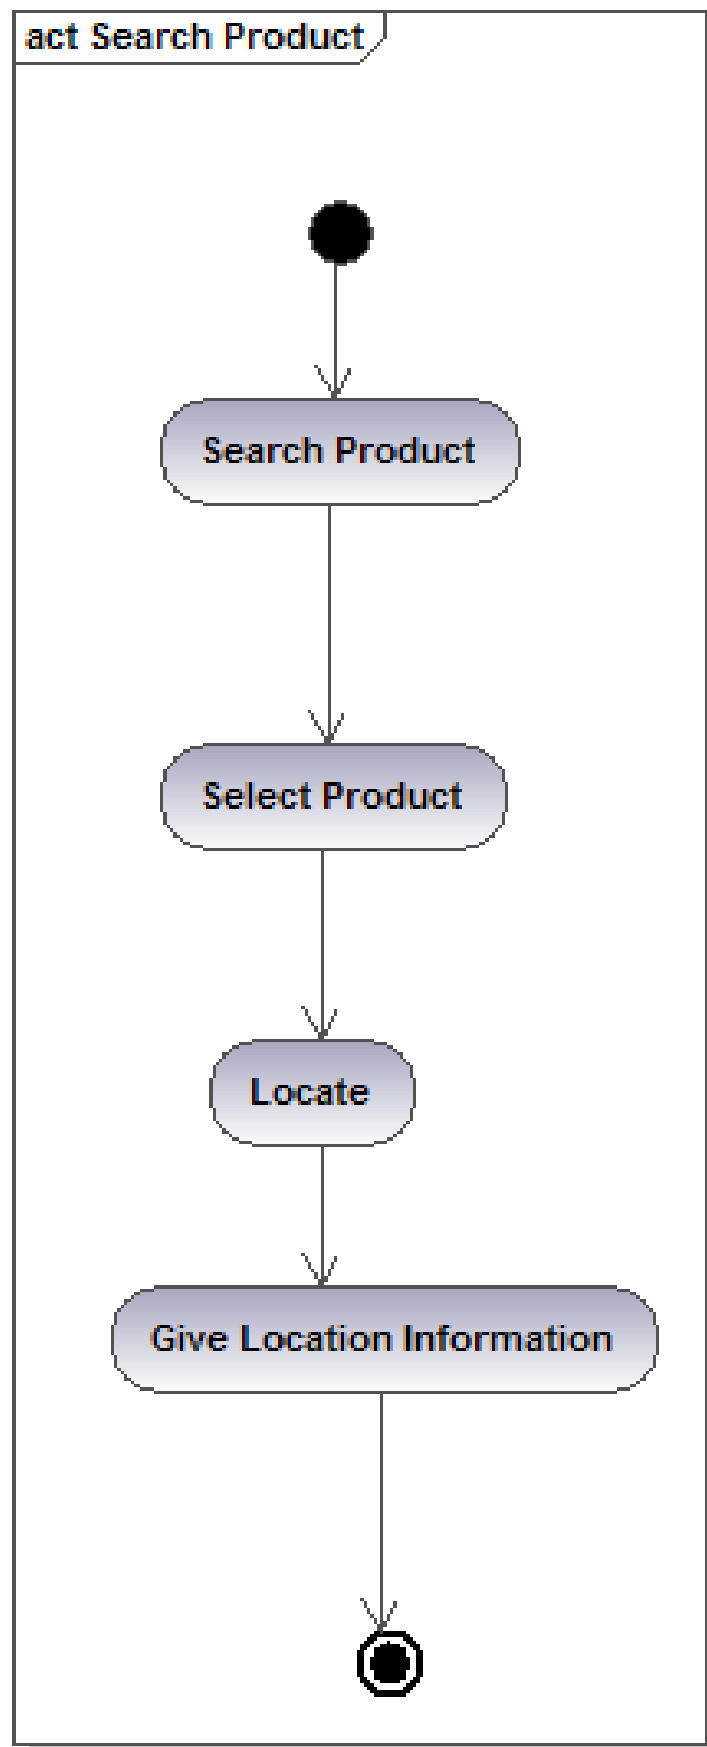 act Search Product
Search Product
Select Product
Locate
Give Location Information